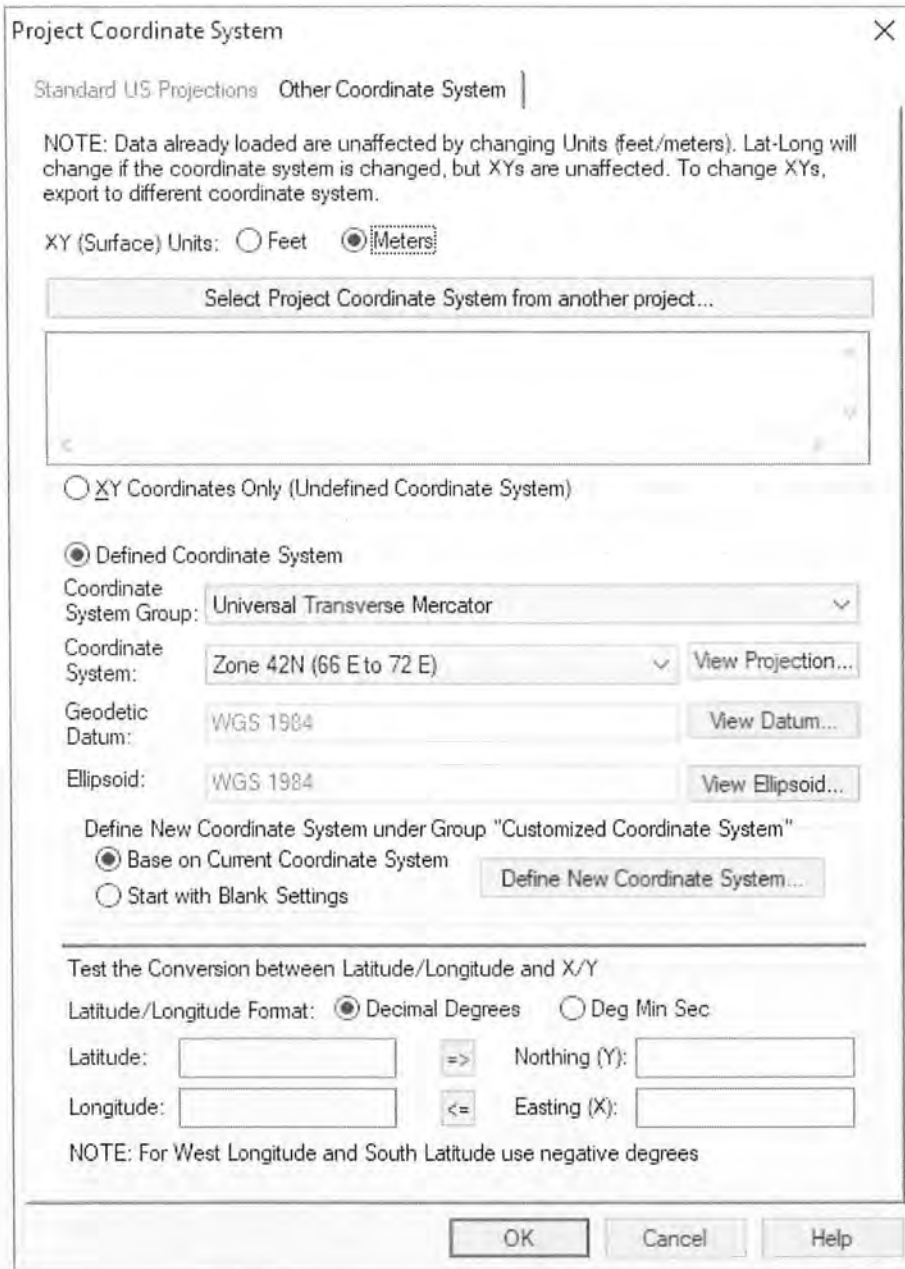 Project Coordinate System
Standard US Projections Other Coordinate System
NOTE: Data already loaded are unaffected by changing Units (feet/meters). Lat-Long will
change if the coordinate system is changed, but XYs are unaffected. To change XYs,
export to different coordinate system.
XY (Surface) Units: Feet Meters
Select Project Coordinate System from another project...
XY Coordinates Only (Undefined Coordinate System)
Defined Coordinate System
Coordinate
System Group: Universal Transverse Mercator
Coordinate
System: Zone 42N (66 E to 72 E) View Projection...
Geodetic
Datum: WGS 1984 View Datum...
Ellipsoid: WGS 1984 View Ellipsoid...
Define New Coordinate System under Group "Customized Coordinate System"
Base on Current Coordinate System
Start with Blank Settings
Define New Coordinate System...
Test the Conversion between Latitude/Longitude and X/Y
Latitude/Longitude Format: Decimal Degrees Deg Min Sec
Latitude: => Northing (Y):
Longitude: <= Easting (X):
NOTE: For West Longitude and South Latitude use negative degrees
OK Cancel Help